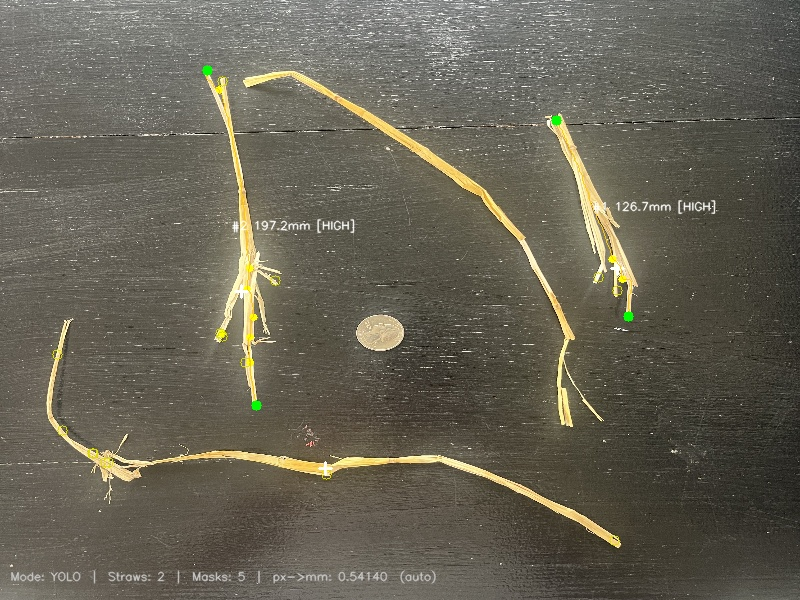 #2 197.2mm [HIGH]
126.7mm [HIGH]
Mode: YOLO | Straws: 2 | Masks: 5 | px->mm: 0.54140 (auto)